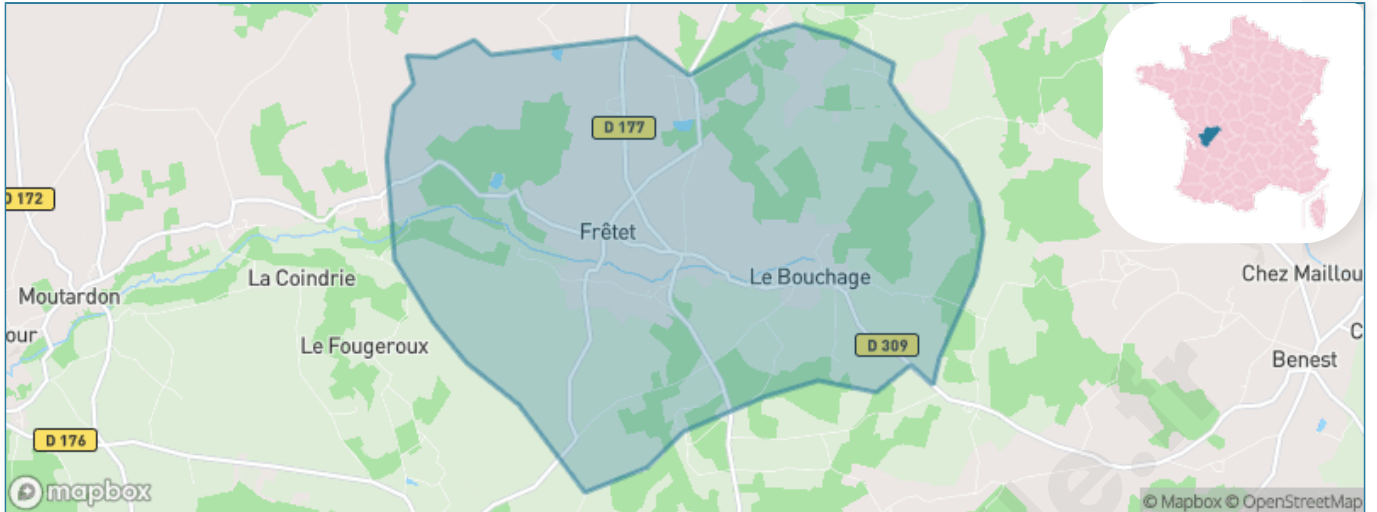 D 177
D 172
Frêtet
La Coindrie
Le Bouchage
Chez Maillou
Moutardon
our
Le Fougeroux
D 309
C
Benest
D 176
mapbox
© Mapbox © OpenStreetMap